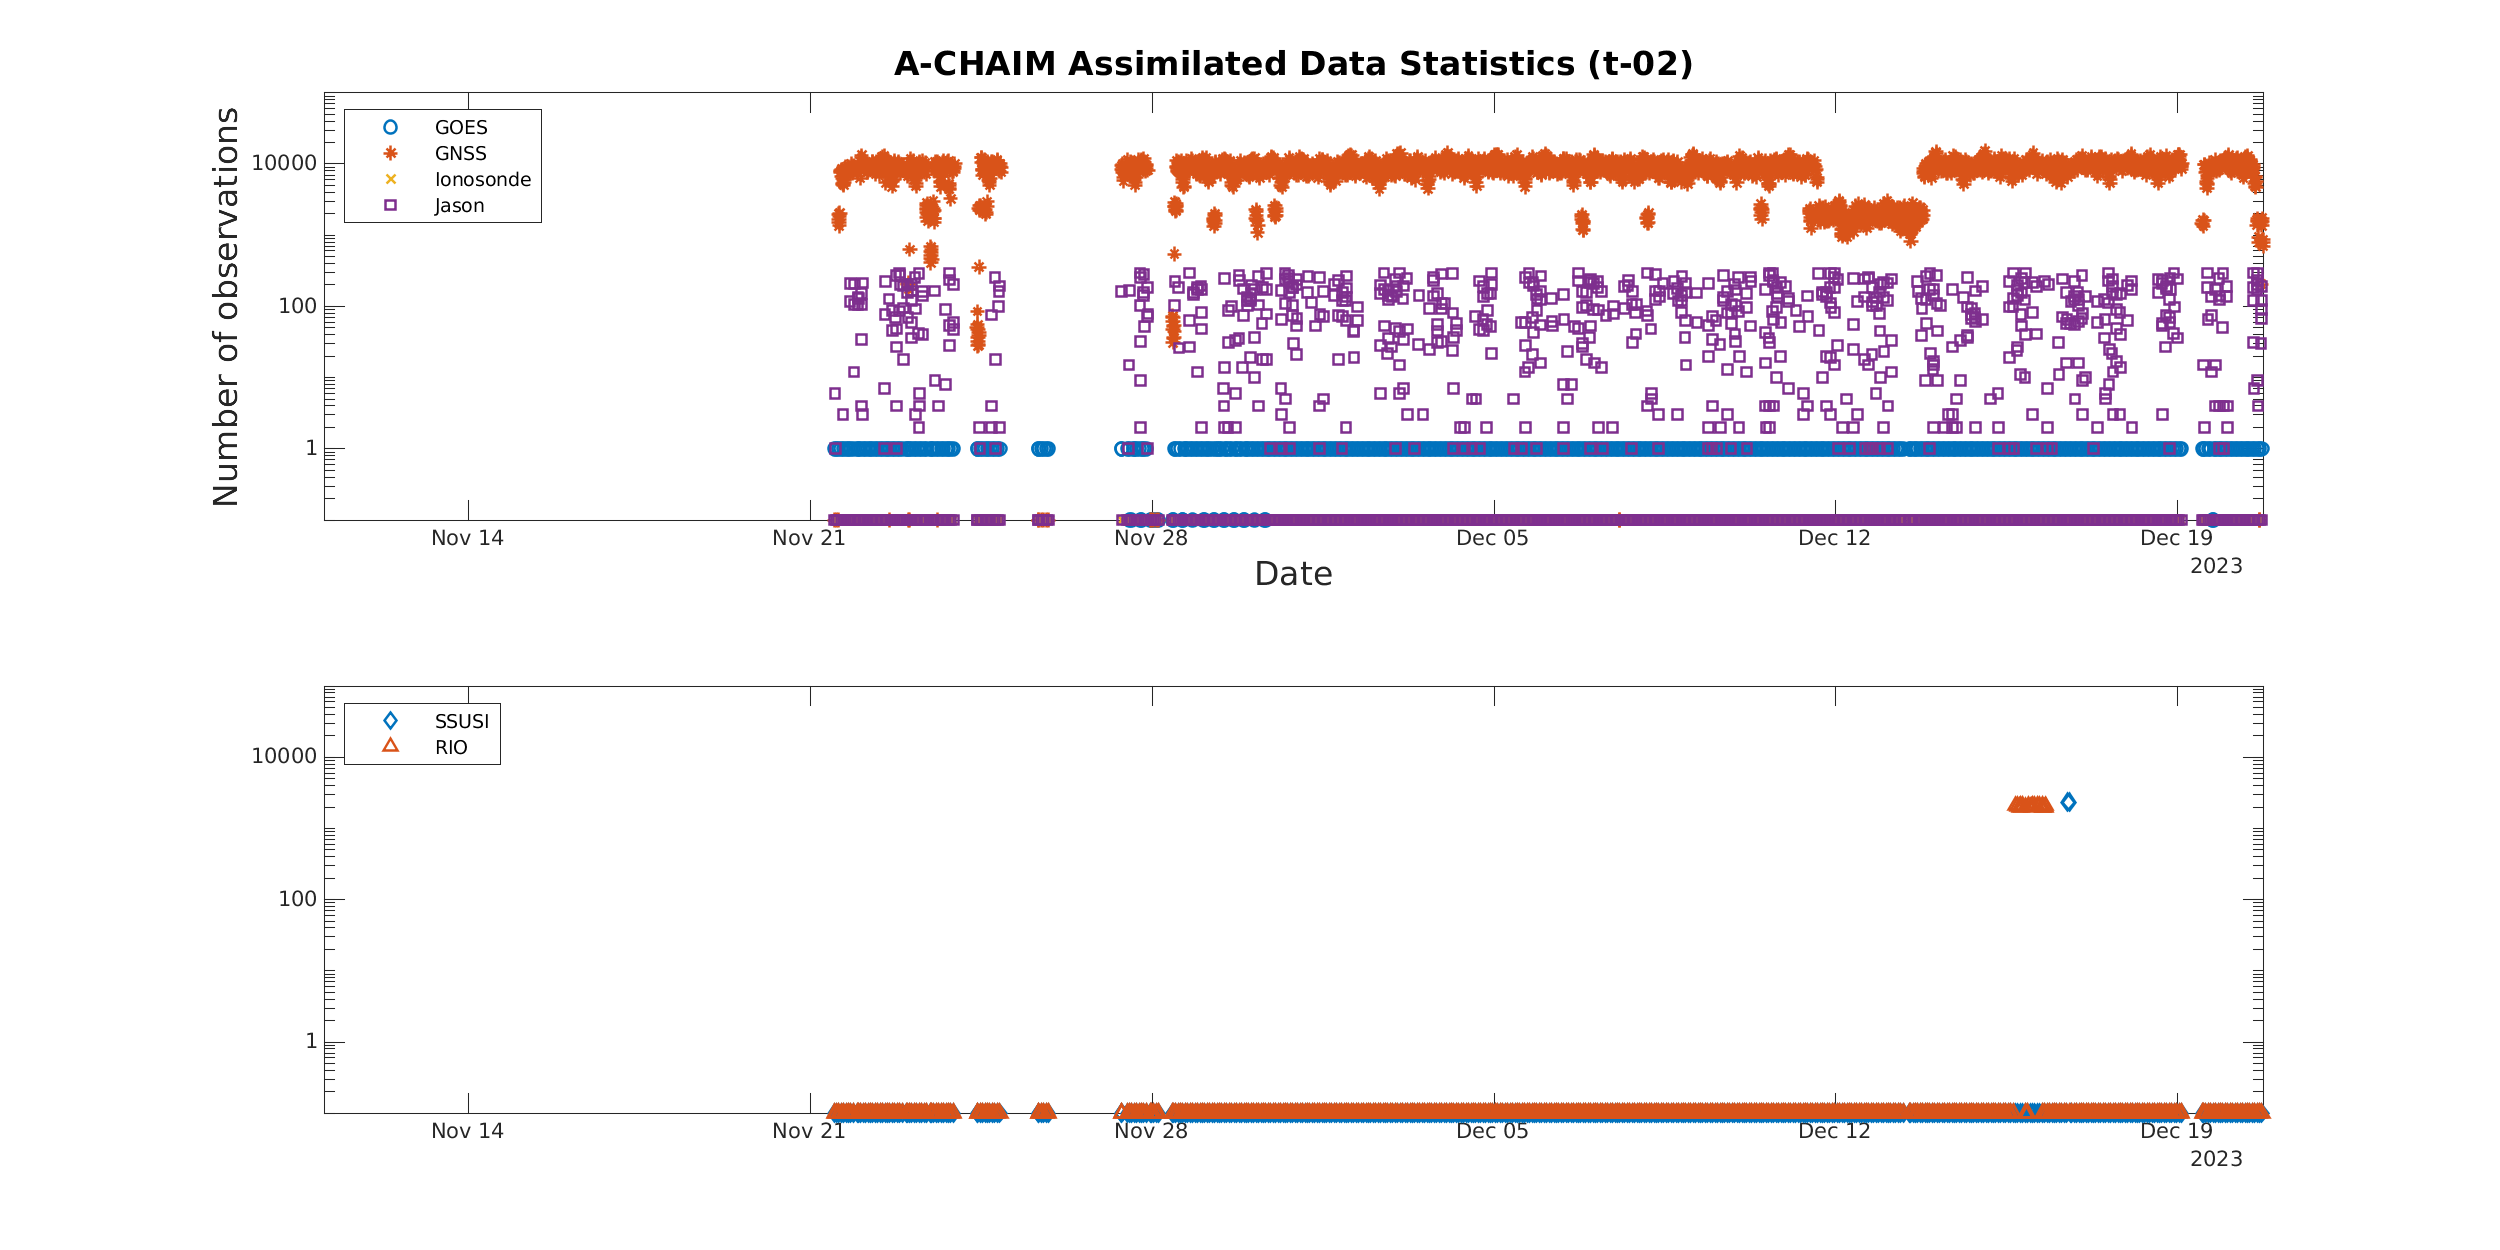 A-CHAIM Assimilated Data Statistics (t-02)
Number of observations
10000
100
1
GOES
GNSS
Ionosonde
Jason
Nov 14 Nov 21 Nov 28 Dec 05 Dec 12 Dec 19
2023
Date
10000
100
1
SSUSI
RIO
Nov 14 Nov 21 Nov 28 Dec 05 Dec 12 Dec 19
2023